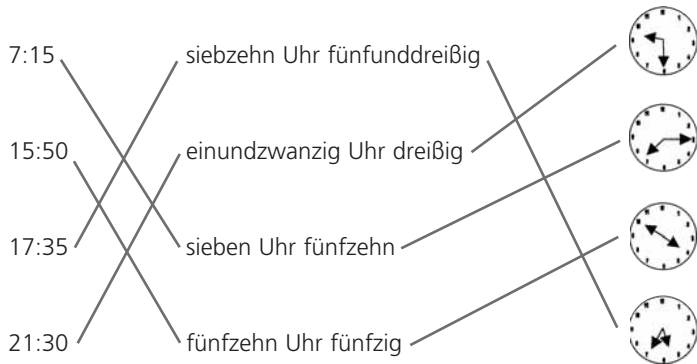 7:15 siebzehn Uhr fünfunddreißig
15:50 einundzwanzig Uhr dreißig
17:35 sieben Uhr fünfzehn
21:30 fünfzehn Uhr fünfzig